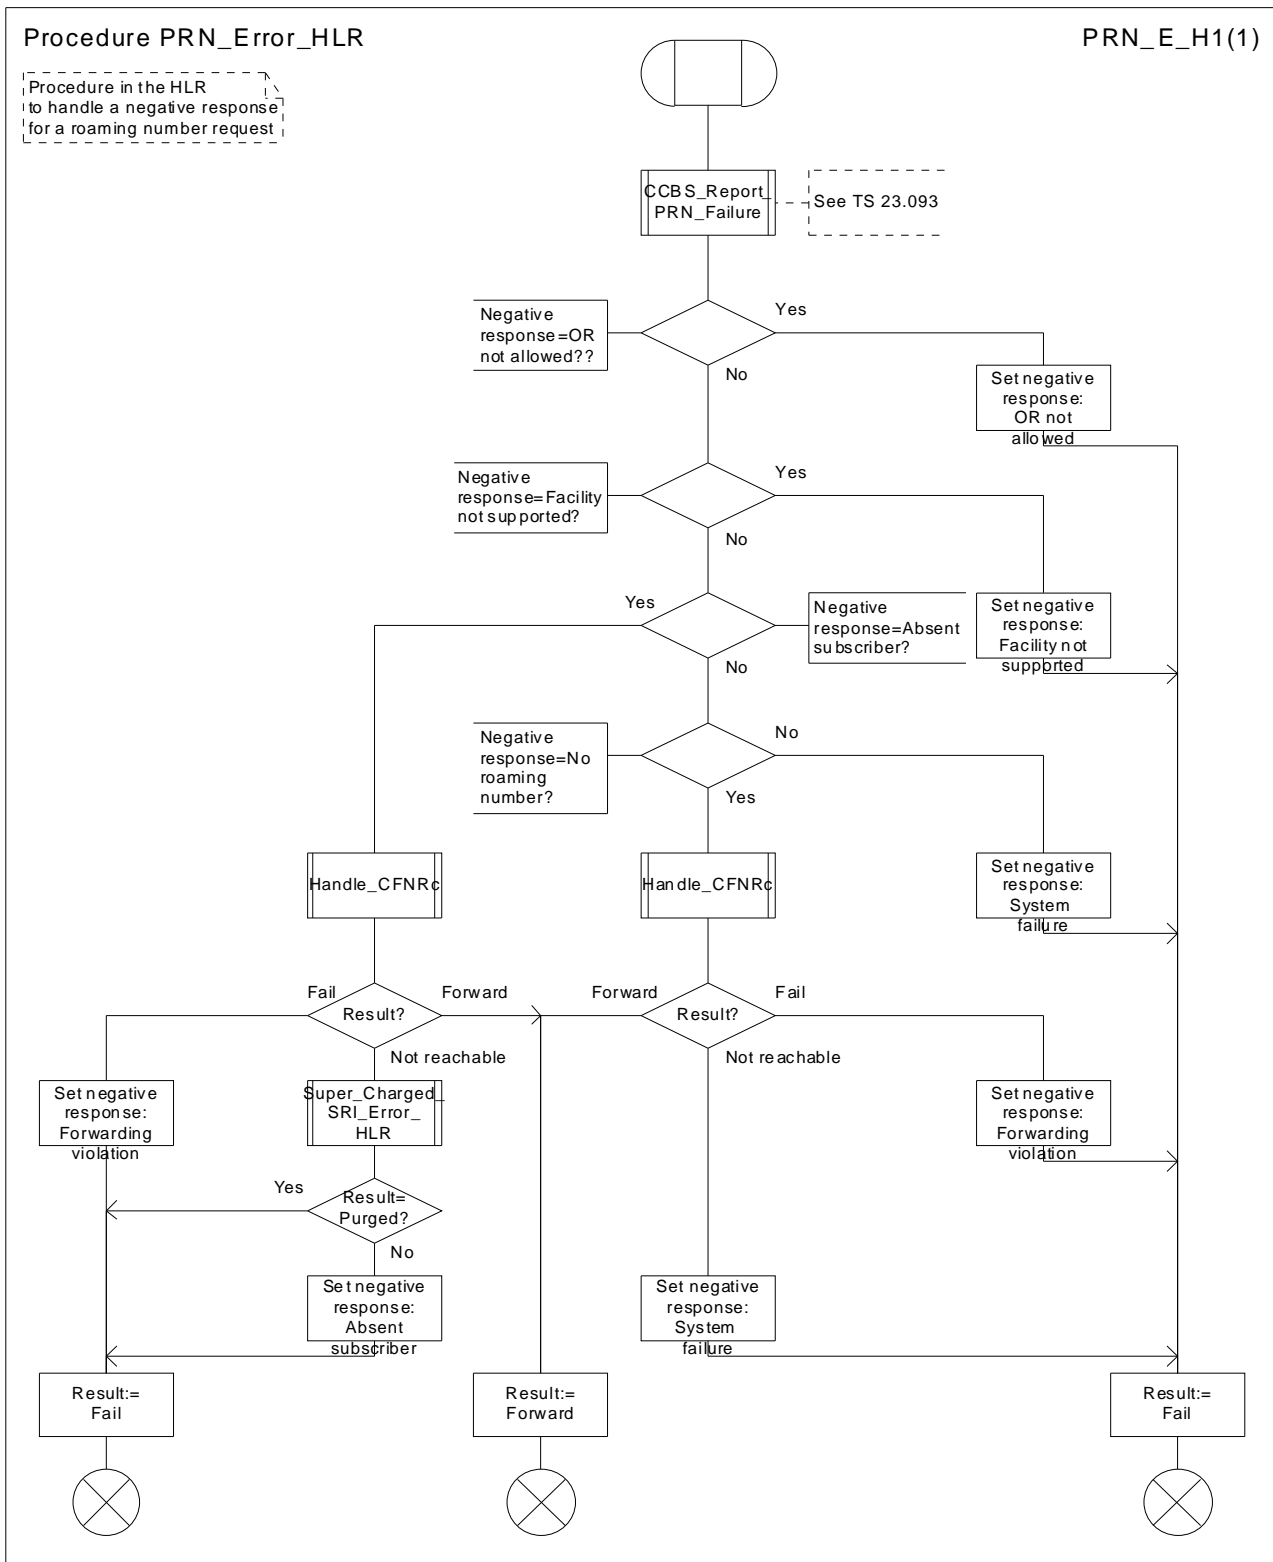 Procedure PRN_Error_HLR
PRN_E_H1(1)
Procedure in the HLR
to handle a negative response
for a roaming number request
CCBS_Report_
PRN_Failure
See TS 23.093
Negative
response=OR
not allowed??
Yes
No
Set negative
response:
OR not
allowed
Negative
response=Facility
not supported?
Yes
No
Set negative
response:
Facility not
supported
Yes
Negative
response=Absent
subscriber?
No
Negative
response=No
roaming
number?
No
Yes
Set negative
response:
System
failure
Handle_CFNRc
Handle_CFNRc
Fail
Result?
Forward
Not reachable
Forward
Result?
Fail
Not reachable
Set negative
response:
Forwarding
violation
Super_Charged_
SRI_Error_
HLR
Set negative
response:
Forwarding
violation
Yes
Result=
Purged?
No
Set negative
response:
Absent
subscriber
Set negative
response:
System
failure
Result:=
Fail
Result:=
Forward
Result:=
Fail